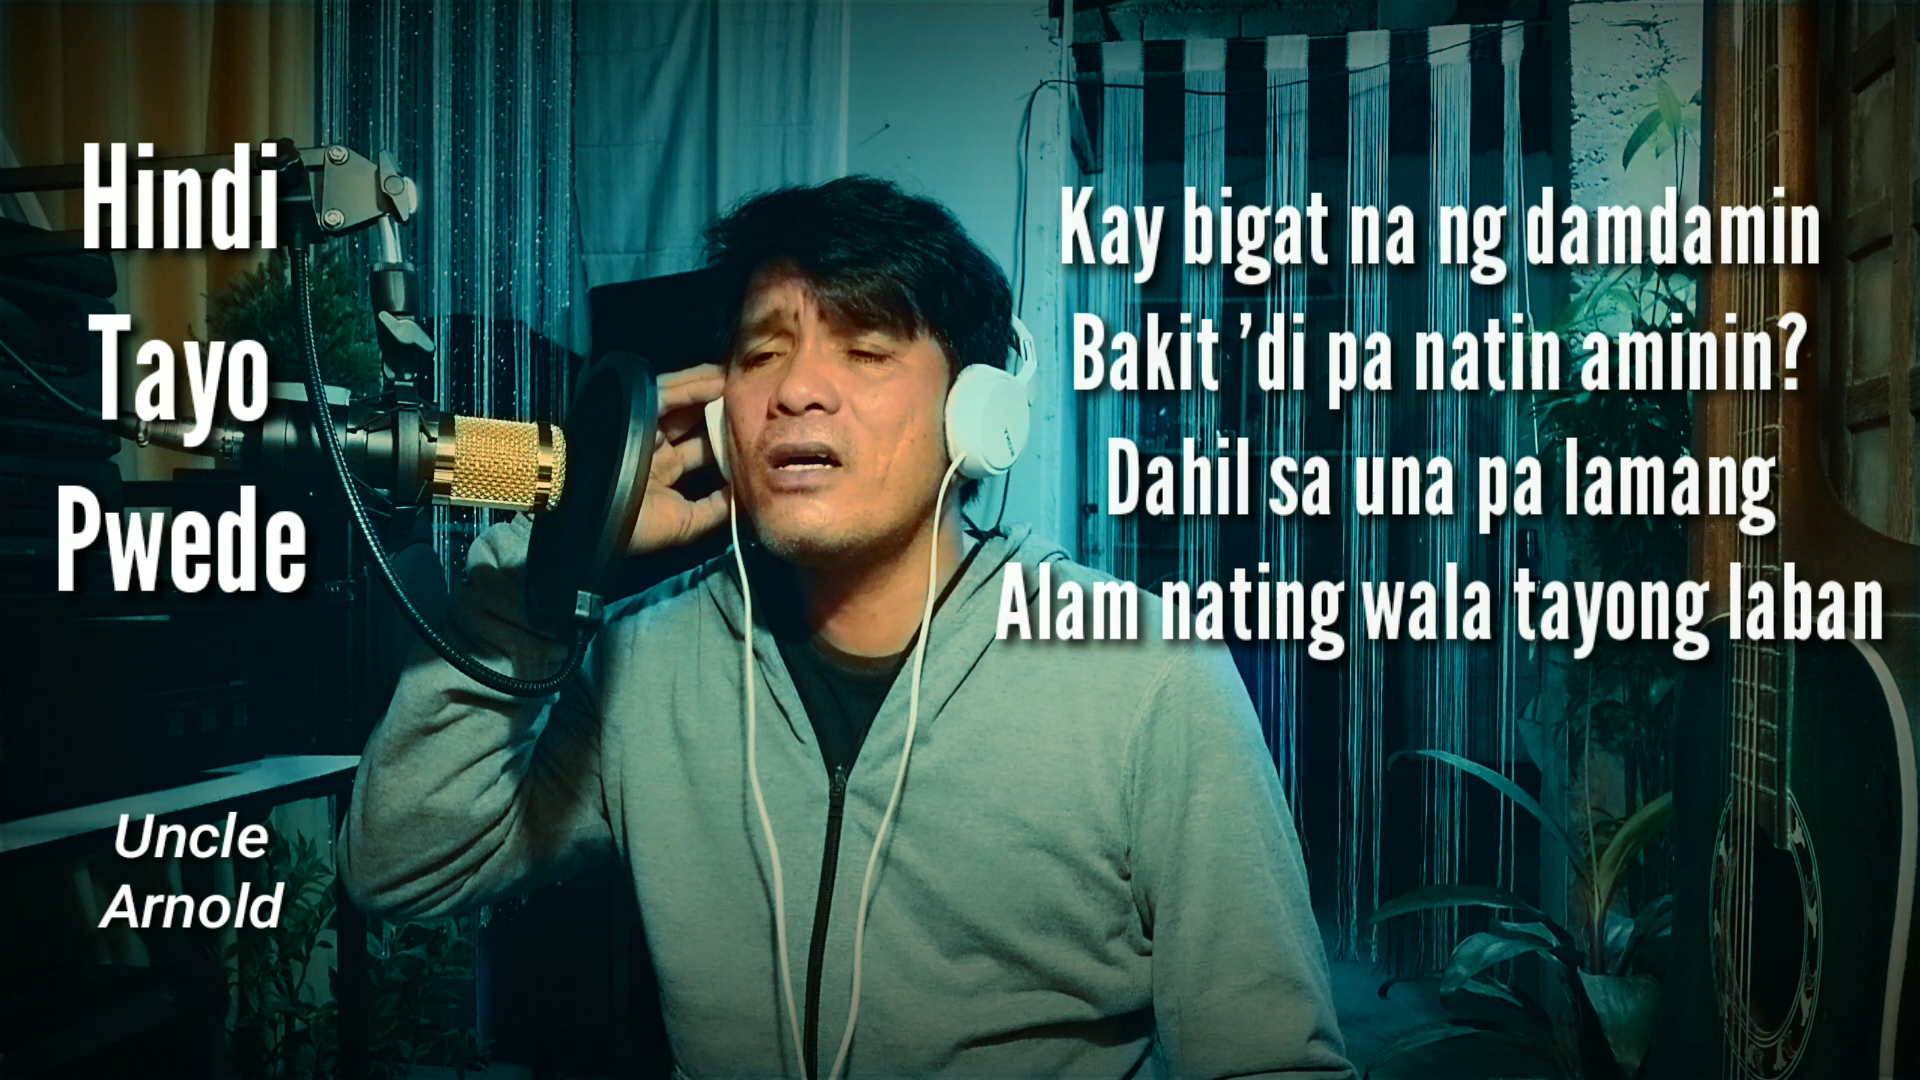 Hindi
Tayo
Pwede
Uncle
Arnold
Kay bigat na ng damdamin
Bakit 'di pa natin aminin?
Dahil sa una pa lamang
Alam nating wala tayong laban